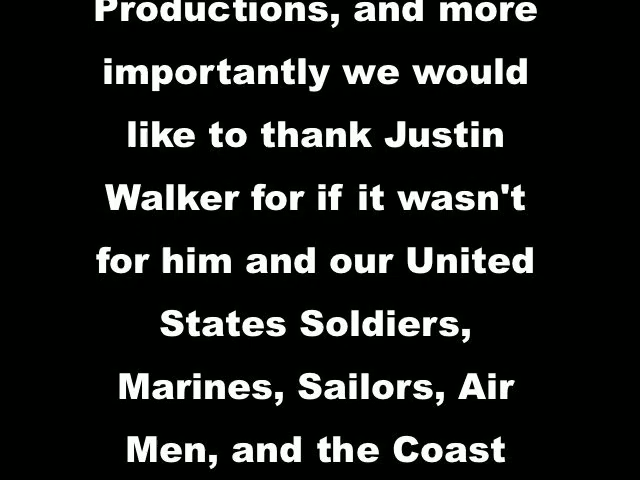 Productions, and more
importantly we would
like to thank Justin
Walker for if it wasn't
for him and our United
States Soldiers,
Marines, Sailors, Air
Men, and the Coast